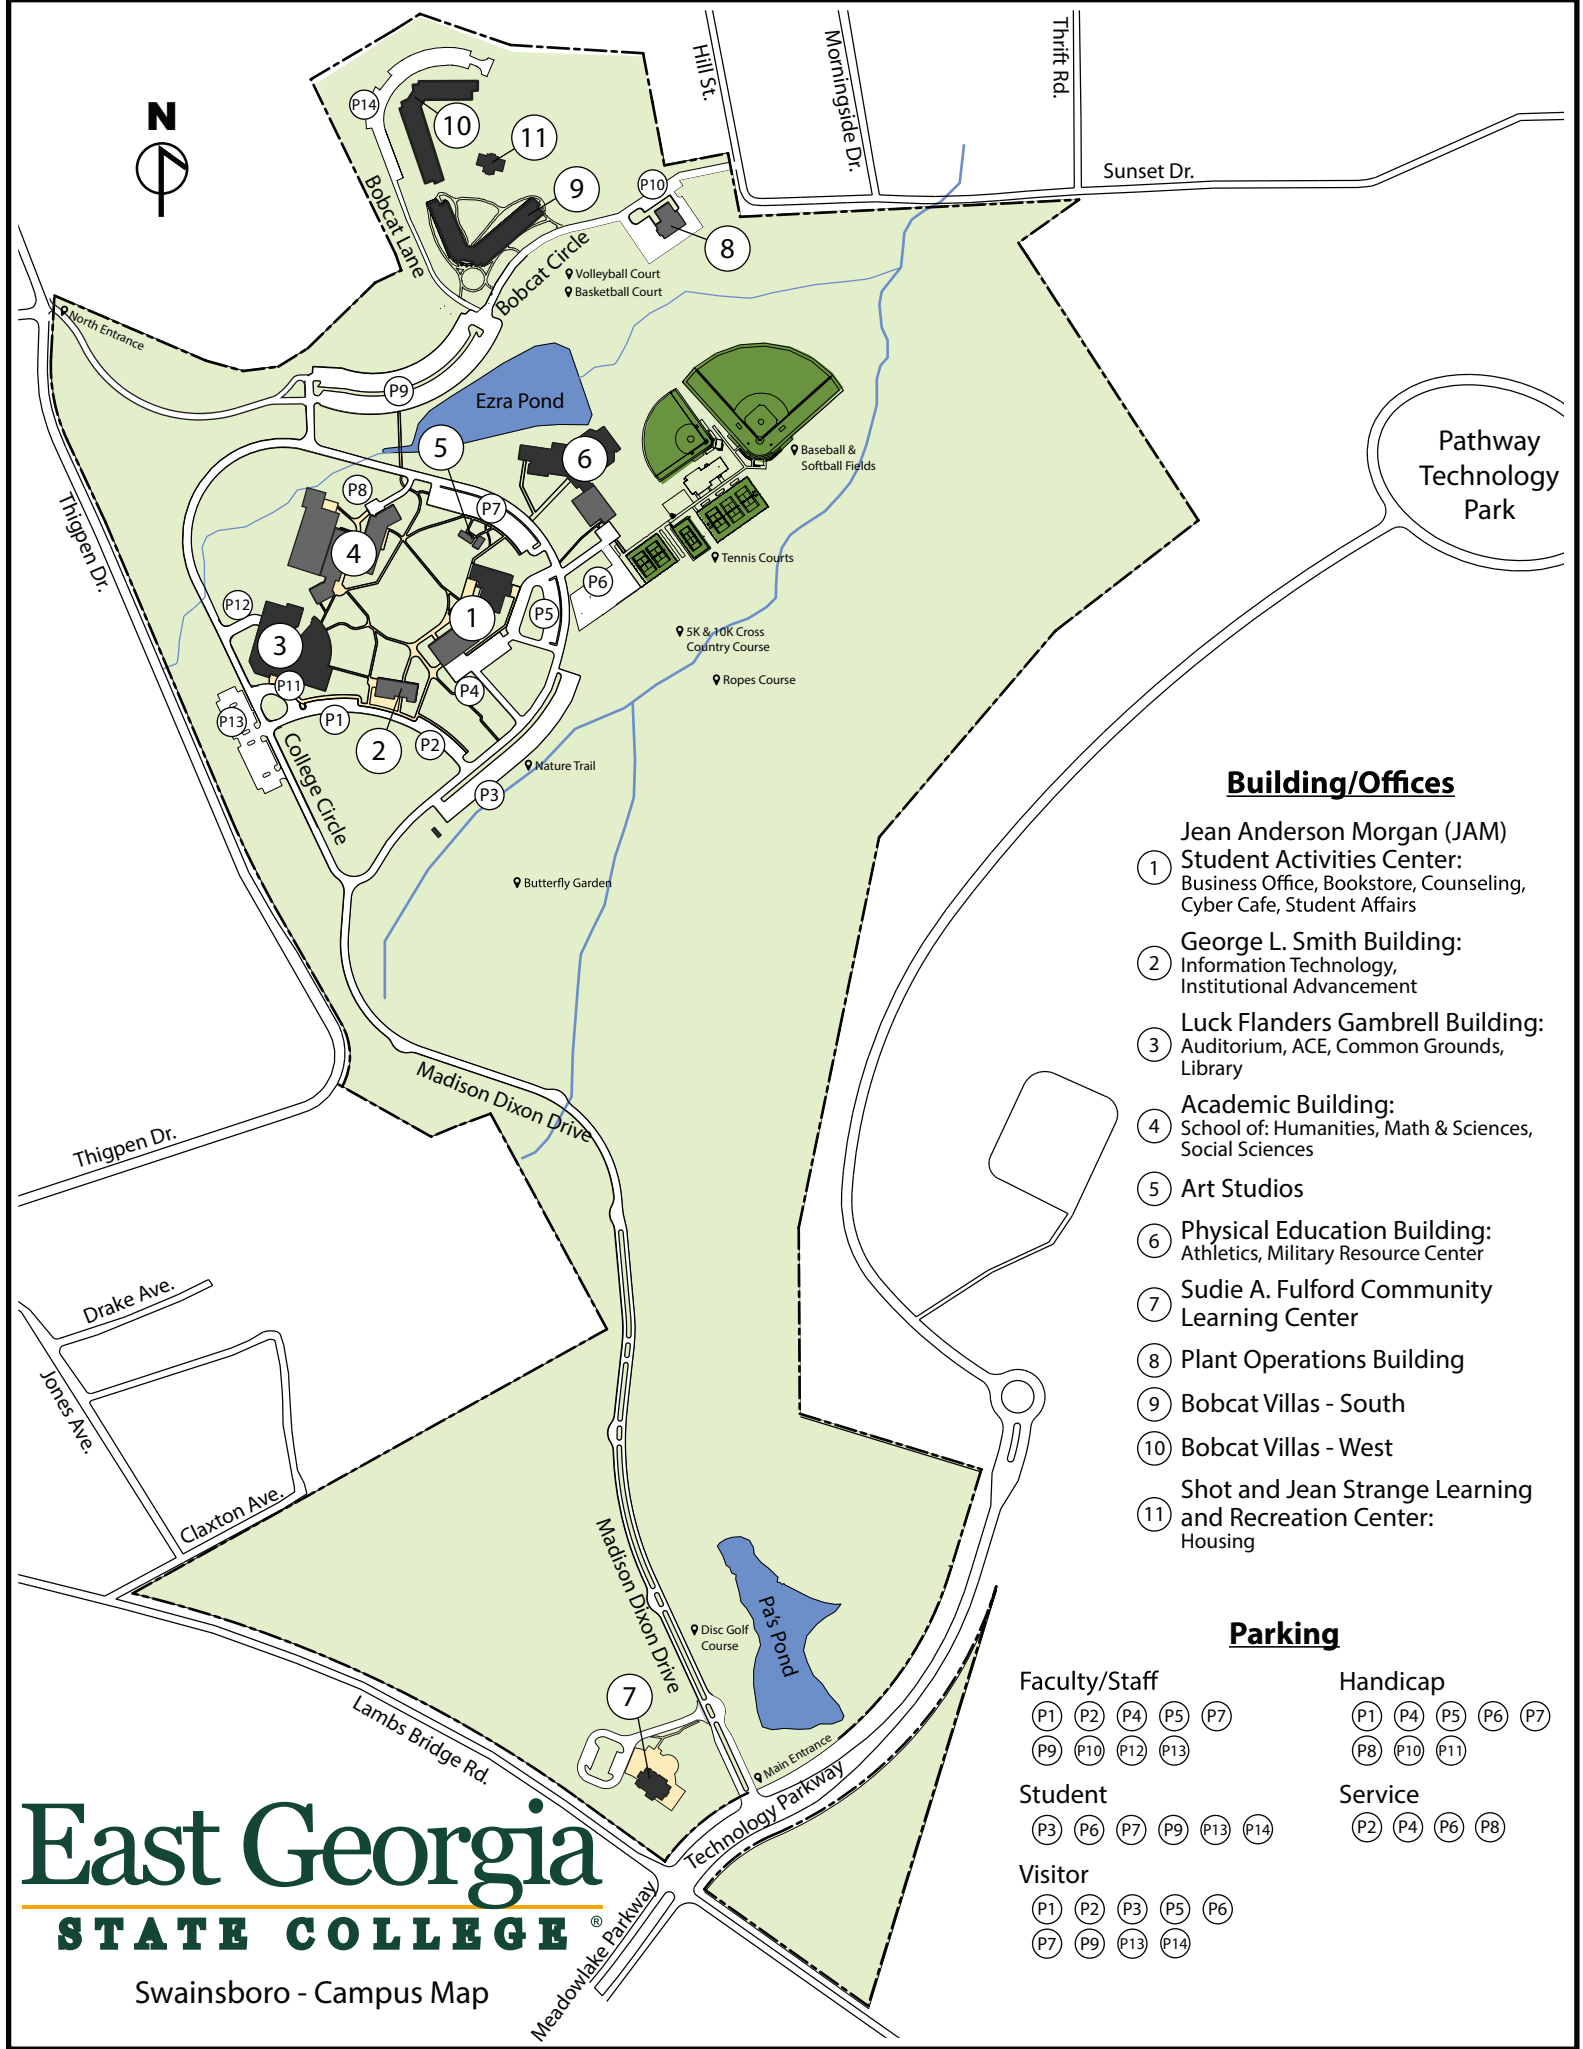 Hill St.
Morningside Dr.
Thrift Rd.
Sunset Dr.
N
P14
10
11
9
P10
8
Bobcat Lane
Bobcat Circle
Volleyball Court
Basketball Court
North Entrance
P9
Ezra Pond
5
6
Baseball &
Softball Fields
Pathway
Technology
Park
P8
P7
4
Thigpen Dr.
Tennis Courts
P6
P12
1
P5
3
5K & 10K Cross
Country Course
Ropes Course
P11
P4
P13
P1
2
P2
College Circle
Nature Trail
P3
Butterfly Garden
Madison Dixon Drive
Thigpen Dr.
Drake Ave.
Jones Ave.
Claxton Ave.
Madison Dixon Drive
Disc Golf
Course
Pa's Pond
7
Lambs Bridge Rd.
Main Entrance
Technology Parkway
Meadowlake Parkway
Building/Offices
1
Jean Anderson Morgan (JAM)
Student Activities Center:
Business Office, Bookstore, Counseling,
Cyber Cafe, Student Affairs
2
George L. Smith Building:
Information Technology,
Institutional Advancement
3
Luck Flanders Gambrell Building:
Auditorium, ACE, Common Grounds,
Library
4
Academic Building:
School of: Humanities, Math & Sciences,
Social Sciences
5 Art Studios
6
Physical Education Building:
Athletics, Military Resource Center
7
Sudie A. Fulford Community
Learning Center
8 Plant Operations Building
9 Bobcat Villas - South
10 Bobcat Villas - West
11
Shot and Jean Strange Learning
and Recreation Center:
Housing
Parking
Faculty/Staff
P1 P2 P4 P5 P7
P9 P10 P12 P13
Student
P3 P6 P7 P9 P13 P14
Visitor
P1 P2 P3 P5 P6
P7 P9 P13 P14
Handicap
P1 P4 P5 P6 P7
P8 P10 P11
Service
P2 P4 P6 P8
East Georgia
STATE COLLEGE ®
Swainsboro - Campus Map